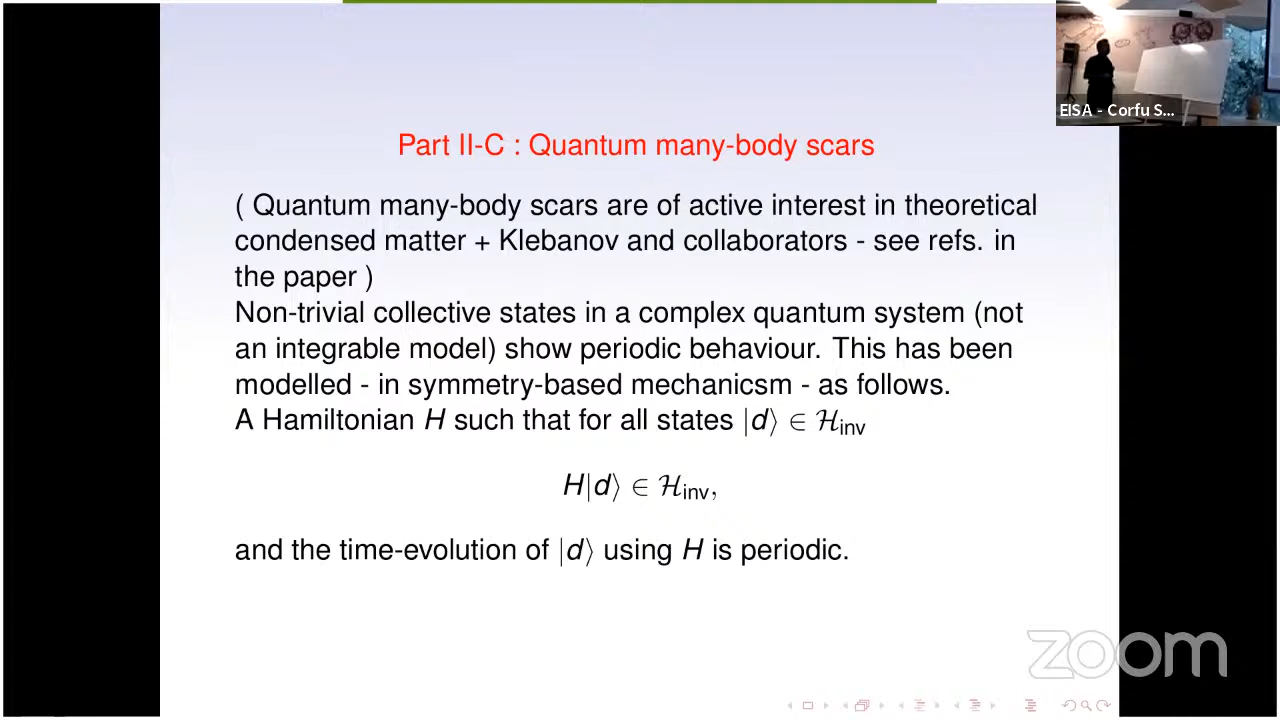 EISA - Corfu S...
Part II-C : Quantum many-body scars
( Quantum many-body scars are of active interest in theoretical
condensed matter + Klebanov and collaborators - see refs. in
the paper )
Non-trivial collective states in a complex quantum system (not
an integrable model) show periodic behaviour. This has been
modelled - in symmetry-based mechanicsm - as follows.
A Hamiltonian H such that for all states |d⟩ ∈ ℋinv
H|d⟩ ∈ ℋinv,
and the time-evolution of |d⟩ using H is periodic.
zoom